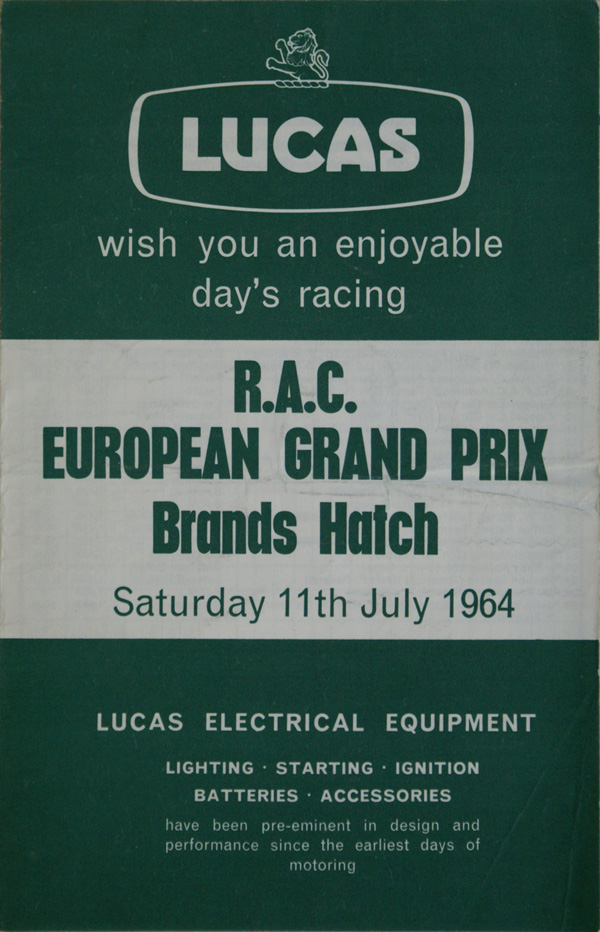 LUCAS
wish you an enjoyable
day's racing
R.A.C.
EUROPEAN GRAND PRIX
Brands Hatch
Saturday 11th July 1964
LUCAS ELECTRICAL EQUIPMENT
LIGHTING · STARTING · IGNITION
BATTERIES · ACCESSORIES
have been pre-eminent in design and
performance since the earliest days of
motoring